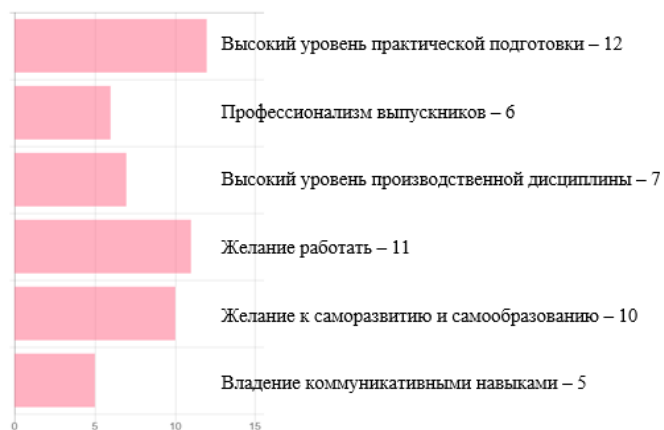 Высокий уровень практической подготовки – 12
Профессионализм выпускников – 6
Высокий уровень производственной дисциплины – 7
Желание работать – 11
Желание к саморазвитию и самообразованию – 10
Владение коммуникативными навыками – 5
0 5 10 15